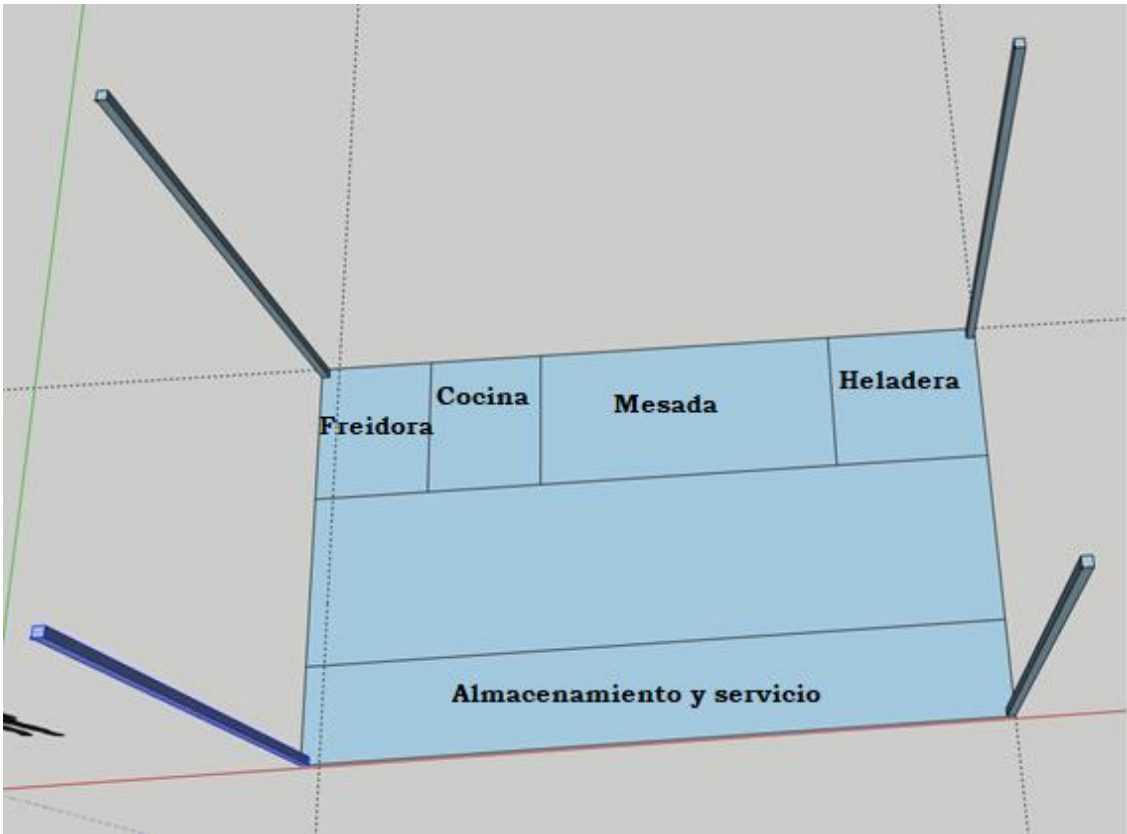 Freidora
Cocina
Mesada
Heladera
Almacenamiento y servicio